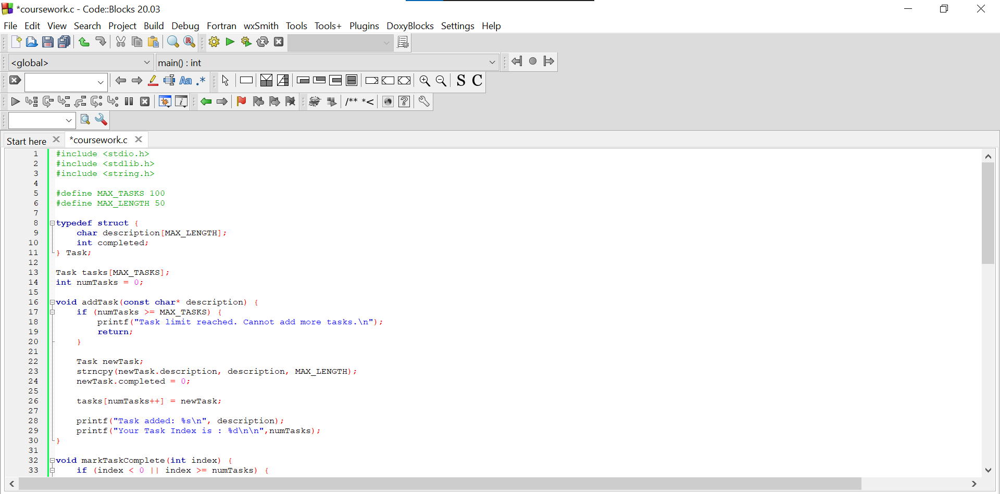 *coursework.c - Code::Blocks 20.03
File Edit View Search Project Build Debug Fortran wxSmith Tools Tools+ Plugins DoxyBlocks Settings Help
<global> main() : int
Aa .* S C
/** *<
Start here *coursework.c
1 #include <stdio.h>
2 #include <stdlib.h>
3 #include <string.h>
4
5 #define MAX_TASKS 100
6 #define MAX_LENGTH 50
7
8 typedef struct {
9     char description[MAX_LENGTH];
10     int completed;
11 } Task;
12
13 Task tasks[MAX_TASKS];
14 int numTasks = 0;
15
16 void addTask(const char* description) {
17     if (numTasks >= MAX_TASKS) {
18         printf("Task limit reached. Cannot add more tasks.\n");
19         return;
20     }
21
22     Task newTask;
23     strncpy(newTask.description, description, MAX_LENGTH);
24     newTask.completed = 0;
25
26     tasks[numTasks++] = newTask;
27
28     printf("Task added: %s\n", description);
29     printf("Your Task Index is : %d\n\n",numTasks);
30 }
31
32 void markTaskComplete(int index) {
33     if (index < 0 || index >= numTasks) {